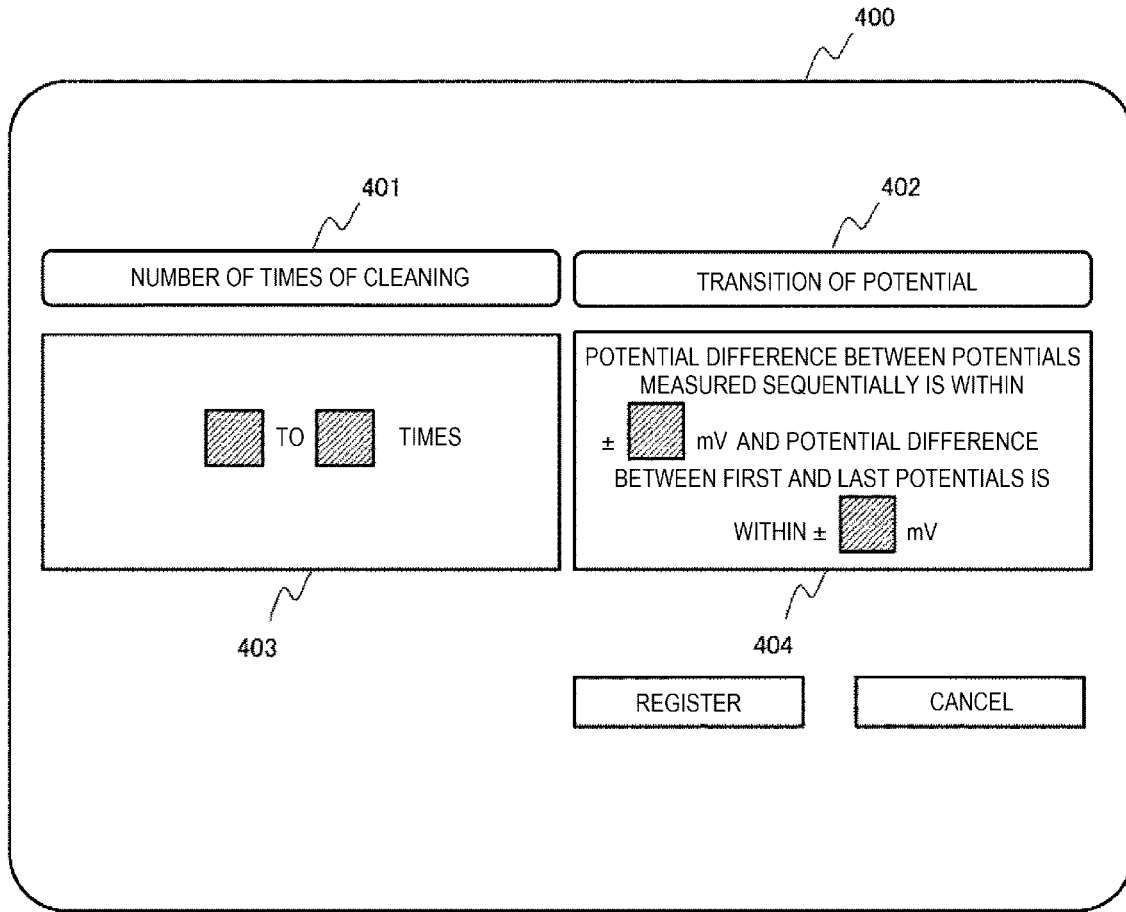 400
401
402
NUMBER OF TIMES OF CLEANING
TRANSITION OF POTENTIAL
TO TIMES
POTENTIAL DIFFERENCE BETWEEN POTENTIALS
MEASURED SEQUENTIALLY IS WITHIN
± mV AND POTENTIAL DIFFERENCE
BETWEEN FIRST AND LAST POTENTIALS IS
WITHIN ± mV
403
404
REGISTER
CANCEL